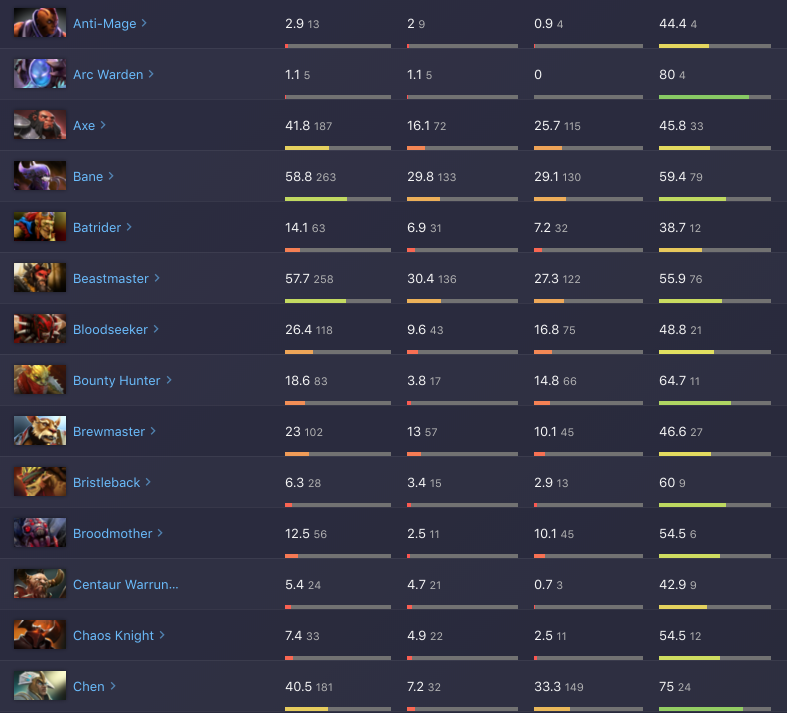 Anti-Mage > 2.9 13 2 9 0.9 4 44.4 4
Arc Warden > 1.1 5 1.1 5 0 80 4
Axe > 41.8 187 16.1 72 25.7 115 45.8 33
Bane > 58.8 263 29.8 133 29.1 130 59.4 79
Batrider > 14.1 63 6.9 31 7.2 32 38.7 12
Beastmaster > 57.7 258 30.4 136 27.3 122 55.9 76
Bloodseeker > 26.4 118 9.6 43 16.8 75 48.8 21
Bounty Hunter > 18.6 83 3.8 17 14.8 66 64.7 11
Brewmaster > 23 102 13 57 10.1 45 46.6 27
Bristleback > 6.3 28 3.4 15 2.9 13 60 9
Broodmother > 12.5 56 2.5 11 10.1 45 54.5 6
Centaur Warrun... 5.4 24 4.7 21 0.7 3 42.9 9
Chaos Knight > 7.4 33 4.9 22 2.5 11 54.5 12
Chen > 40.5 181 7.2 32 33.3 149 75 24